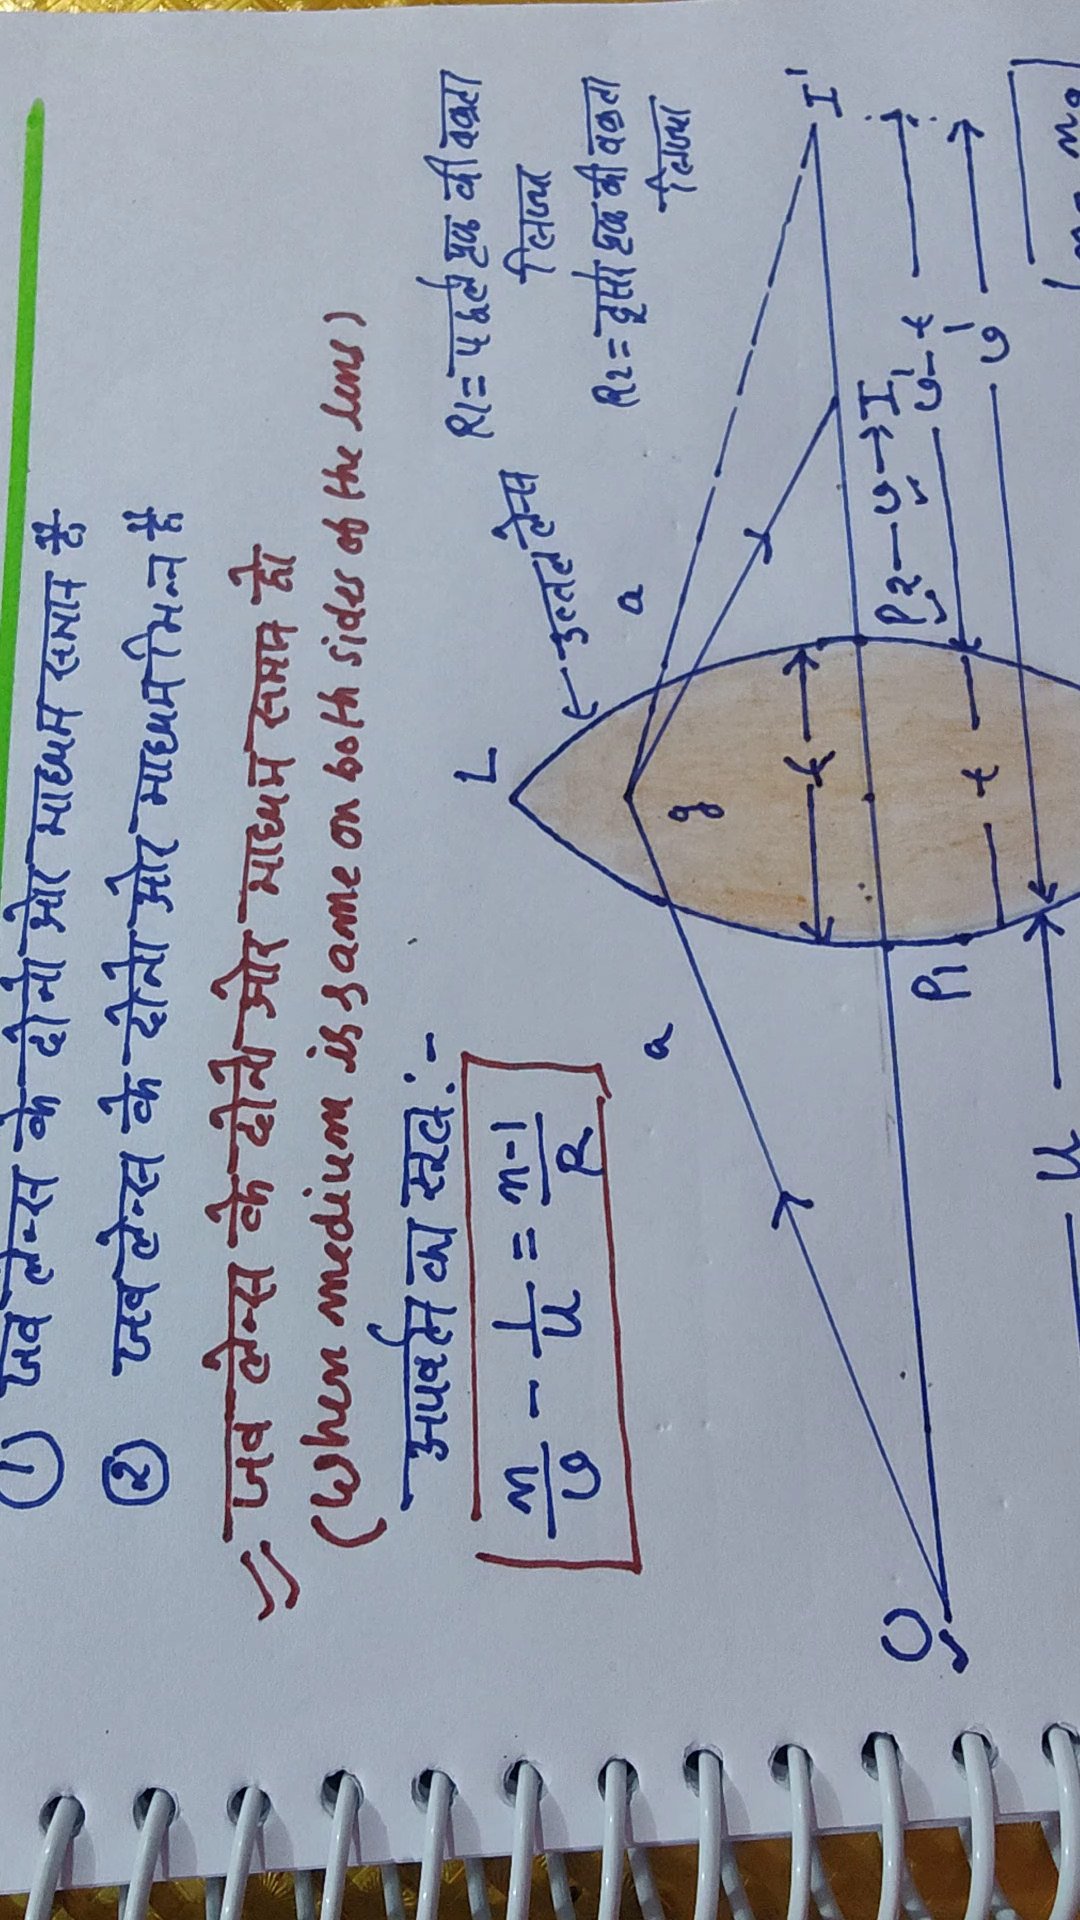 ① जब लेन्स के दोनो ओर माध्यम समान है
② जब लेन्स के दोनो ओर माध्यम भिन्न है
जब लेन्स के दोनो ओर माध्यम समान हो
(When medium is same on both sides of the lens)
अपवर्तन का सूत्र :-
n/v - 1/u = n-1/R
R1 = पहले पृष्ठ की वक्रता
त्रिज्या
R2 = दूसरे पृष्ठ की वक्रता
त्रिज्या
L
उत्तल लेन्स
a
a
g
t
O
P1
P2 — v → I
I'
v'-t
t
u
v'